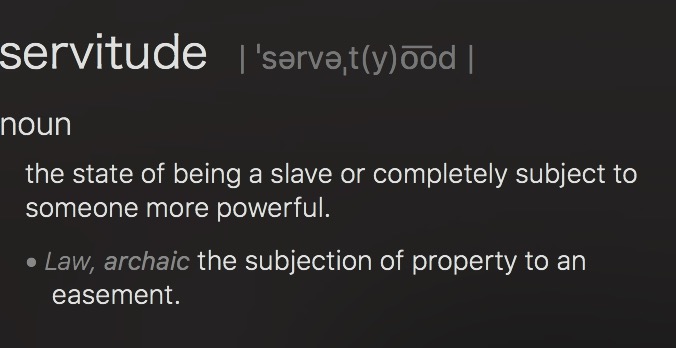 servitude | ˈsərvəˌt(y)o͞od |
noun
the state of being a slave or completely subject to
someone more powerful.
• Law, archaic the subjection of property to an
easement.